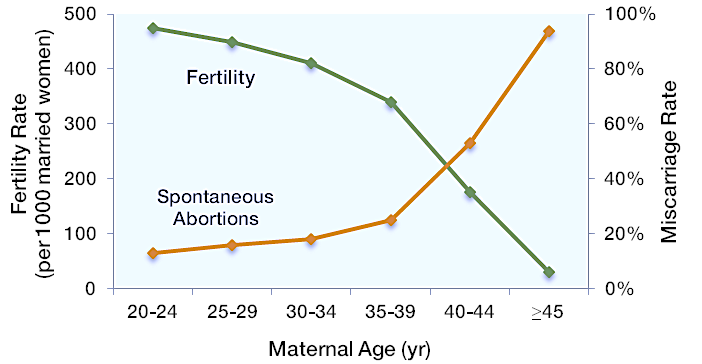 Fertility Rate
(per 1000 married women)
500
400
300
200
100
0
Fertility
Spontaneous
Abortions
100%
80%
60%
40%
20%
0%
Miscarriage Rate
20-24 25-29 30-34 35-39 40-44 ≥45
Maternal Age (yr)